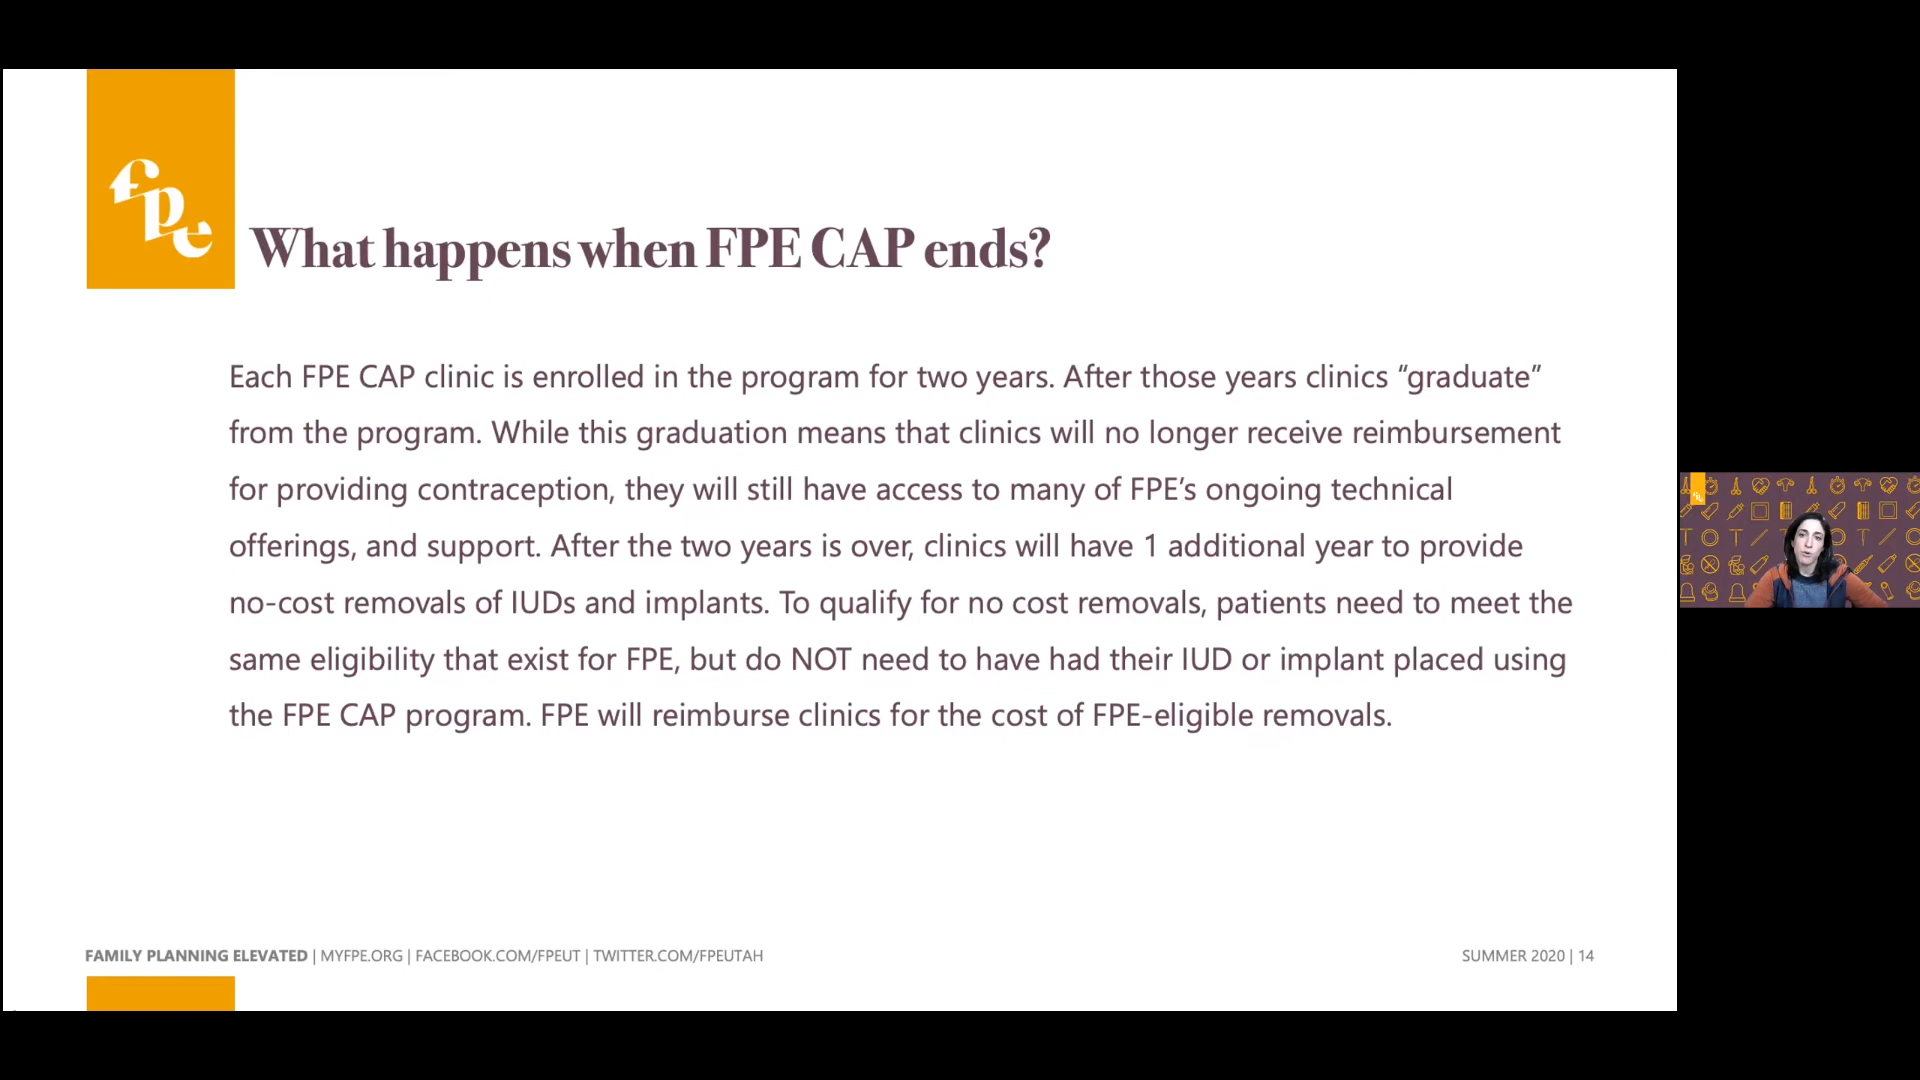 fpe
What happens when FPE CAP ends?
Each FPE CAP clinic is enrolled in the program for two years. After those years clinics “graduate”
from the program. While this graduation means that clinics will no longer receive reimbursement
for providing contraception, they will still have access to many of FPE’s ongoing technical
offerings, and support. After the two years is over, clinics will have 1 additional year to provide
no-cost removals of IUDs and implants. To qualify for no cost removals, patients need to meet the
same eligibility that exist for FPE, but do NOT need to have had their IUD or implant placed using
the FPE CAP program. FPE will reimburse clinics for the cost of FPE-eligible removals.
FAMILY PLANNING ELEVATED | MYFPE.ORG | FACEBOOK.COM/FPEUT | TWITTER.COM/FPEUTAH
SUMMER 2020 | 14